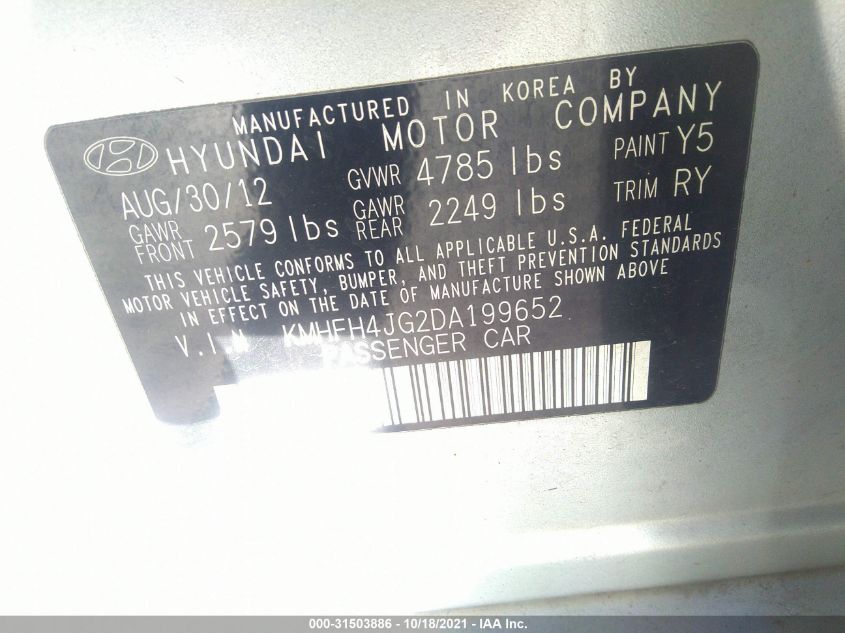 MANUFACTURED IN KOREA BY
HYUNDAI MOTOR COMPANY
AUG/30/12 GVWR 4785 lbs PAINT Y5
GAWR FRONT 2579 lbs GAWR REAR 2249 lbs TRIM RY
THIS VEHICLE CONFORMS TO ALL APPLICABLE U.S.A. FEDERAL
MOTOR VEHICLE SAFETY, BUMPER, AND THEFT PREVENTION STANDARDS
IN EFFECT ON THE DATE OF MANUFACTURE SHOWN ABOVE
V.I.N KMHFH4JG2DA199652
PASSENGER CAR
000-31503886 - 10/18/2021 - IAA Inc.